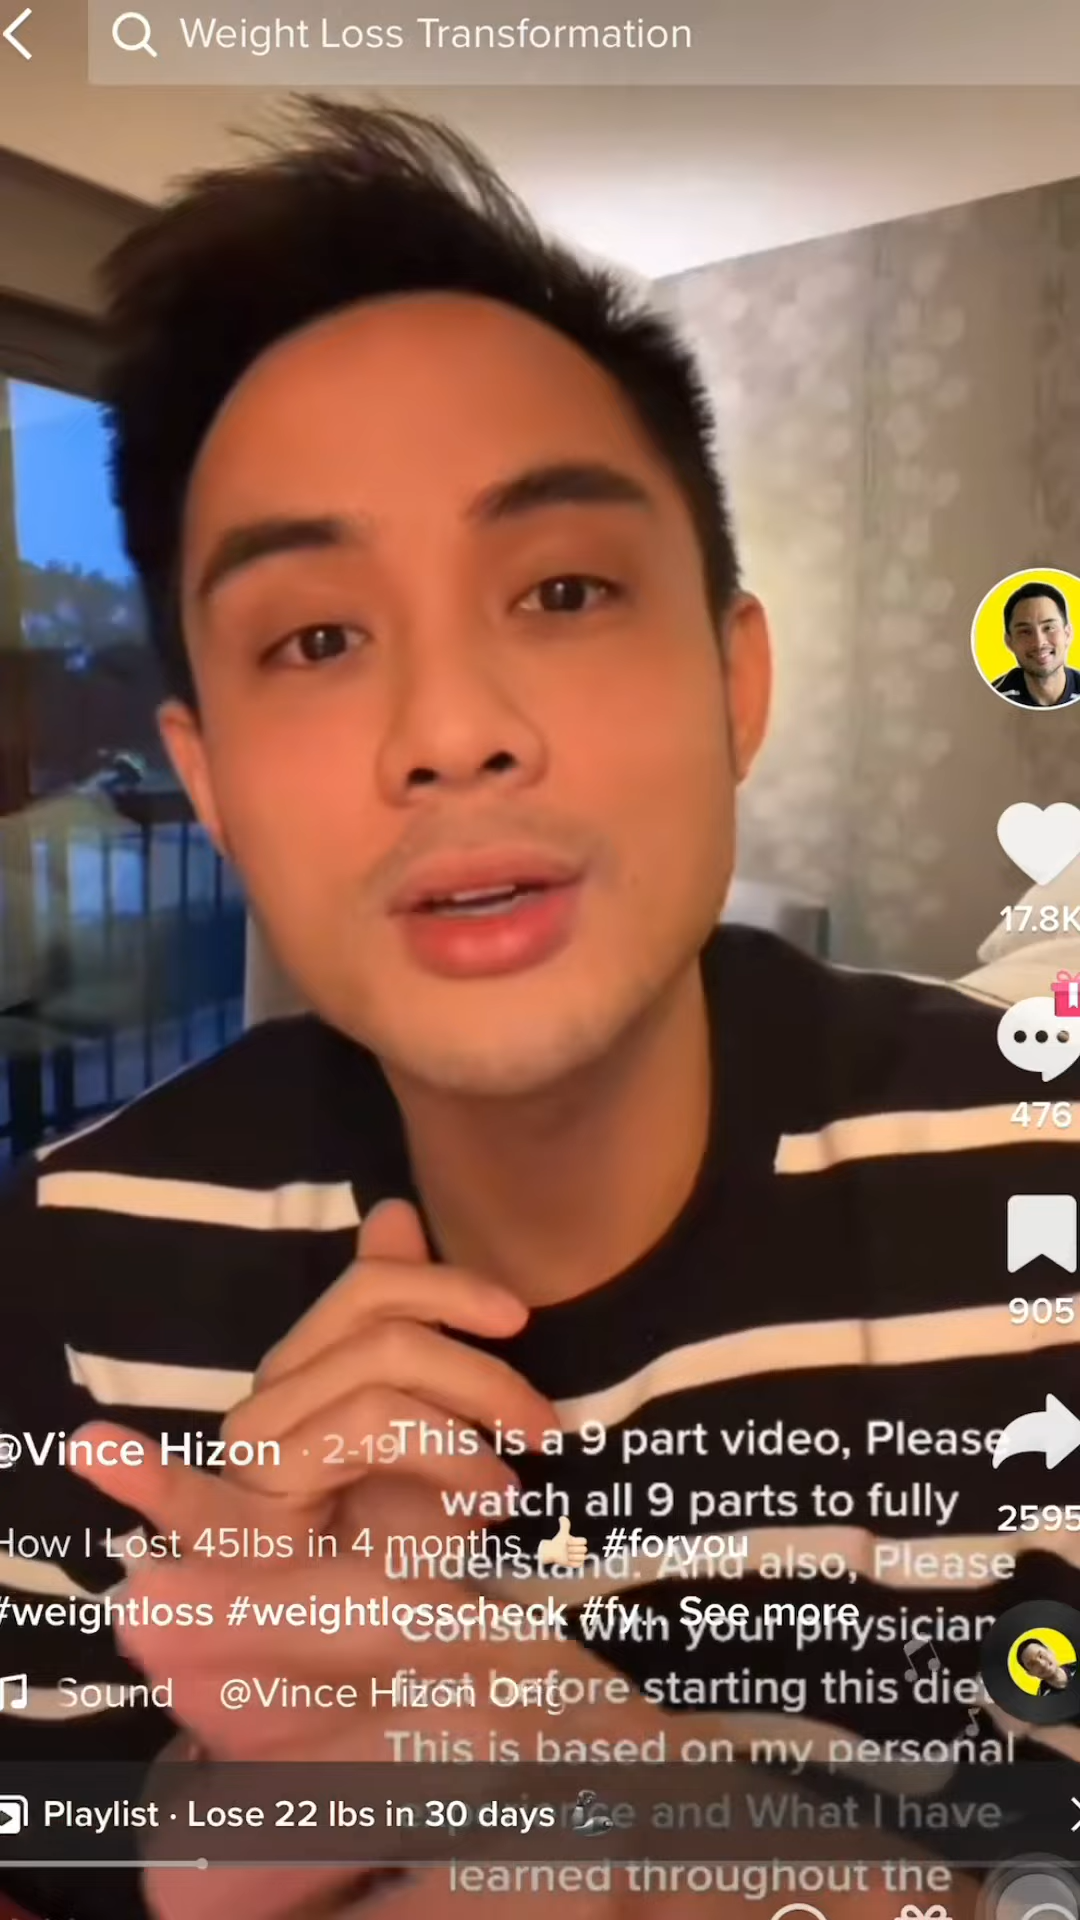 Weight Loss Transformation
17.8K
476
905
2595
@Vince Hizon · 2-19
This is a 9 part video, Please
watch all 9 parts to fully
understand. And also, Please
Consult with your physician
first before starting this diet
This is based on my personal
experience and What I have
learned throughout the
How I Lost 45lbs in 4 months 👍🏻 #foryou
#weightloss #weightlosscheck #fy... See more
Sound @Vince Hizon Orig
Playlist · Lose 22 lbs in 30 days